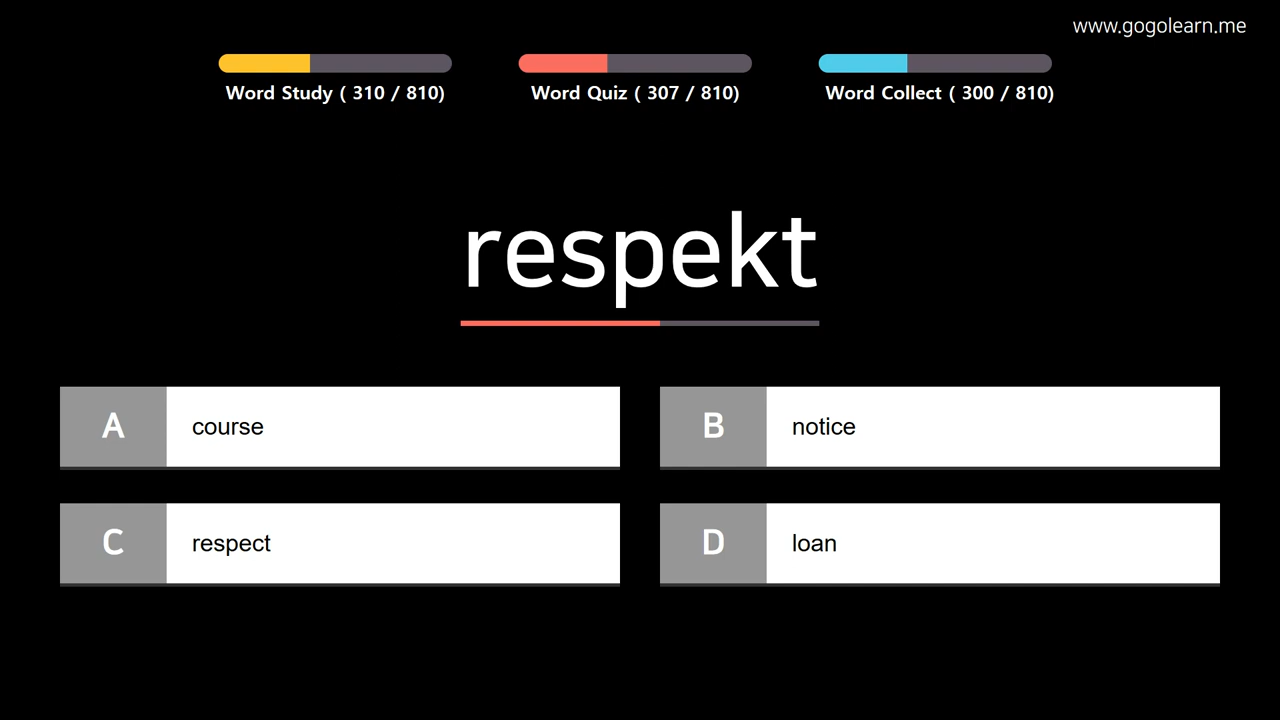 www.gogolearn.me
Word Study ( 310 / 810)
Word Quiz ( 307 / 810)
Word Collect ( 300 / 810)
respekt
A course
B notice
C respect
D loan